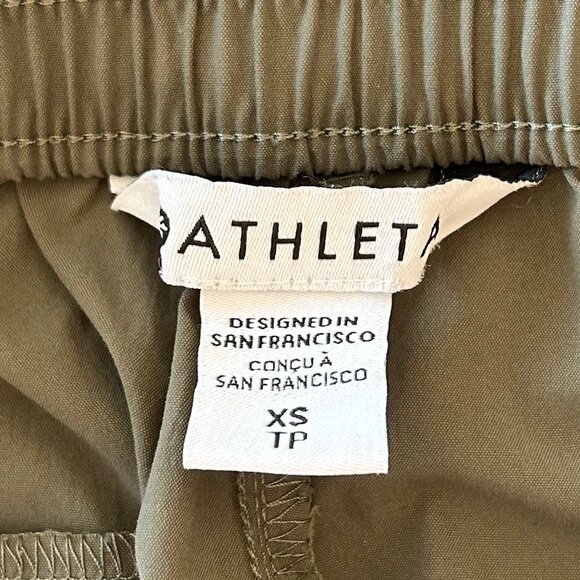 ATHLETA
DESIGNED IN
SAN FRANCISCO
CONÇU À
SAN FRANCISCO
XS
TP